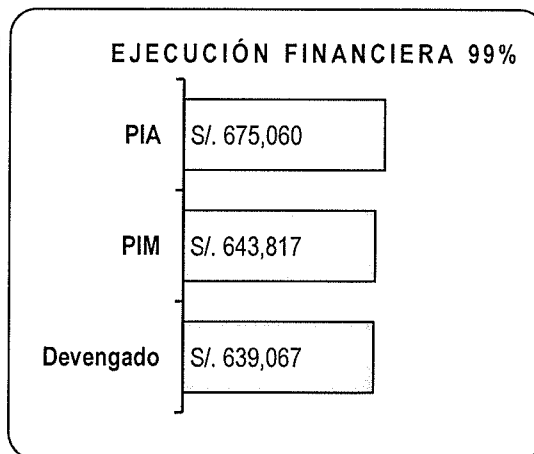 EJECUCIÓN FINANCIERA 99%
PIA S/. 675,060
PIM S/. 643,817
Devengado S/. 639,067